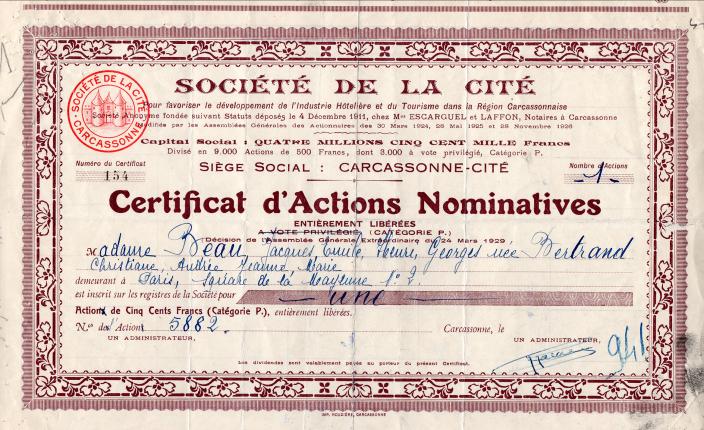 SOCIÉTÉ DE LA CITÉ
SOCIÉTÉ DE LA CITÉ · CARCASSONNE ·
Pour favoriser le développement de l'Industrie Hôtelière et du Tourisme dans la Région Carcassonnaise
Société Anonyme fondée suivant Statuts déposés le 4 Décembre 1911, chez Mes ESCARGUEL et LAFFON, Notaires à Carcassonne
modifiée par les Assemblées Générales des Actionnaires des 30 Mars 1924, 26 Mai 1925 et 28 Novembre 1926
Capital Social : QUATRE MILLIONS CINQ CENT MILLE Francs
Divisé en 9.000 Actions de 500 Francs, dont 3.000 à vote privilégié, Catégorie P.
Numéro du Certificat
154
SIÈGE SOCIAL : CARCASSONNE-CITÉ
Nombre d'Actions
-1-
Certificat d'Actions Nominatives
ENTIÈREMENT LIBÉRÉES
A VOTE PRIVILÉGIÉ (CATÉGORIE P.)
Décision de l'Assemblée Générale Extraordinaire du 24 Mars 1929
Madame Beau Jacques Emile, Henri, Georges née Bertrand
Christiane, Andrée Jeanne, Marie
demeurant à Paris, Square de la Mayenne n° 2.
est inscrit sur les registres de la Société pour — une —
Action de Cinq Cents Francs (Catégorie P.), entièrement libérées.
N.os de l'Action 5882.
Carcassonne, le
UN ADMINISTRATEUR,
UN ADMINISTRATEUR,
941
Les dividendes sont valablement payés au porteur du présent Certificat.
IMP. ROUDIÈRE, CARCASSONNE